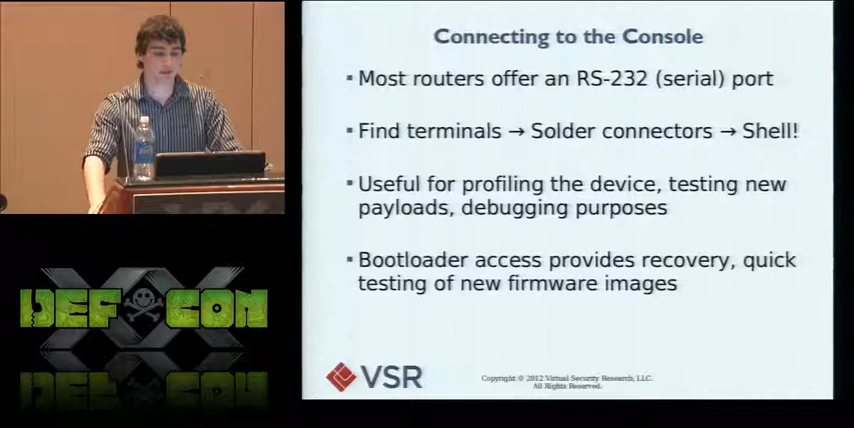 Connecting to the Console
▪ Most routers offer an RS-232 (serial) port
▪ Find terminals → Solder connectors → Shell!
▪ Useful for profiling the device, testing new
payloads, debugging purposes
▪ Bootloader access provides recovery, quick
testing of new firmware images
DEF CON
XX
VSR
Copyright © 2012 Virtual Security Research, LLC.
All Rights Reserved.